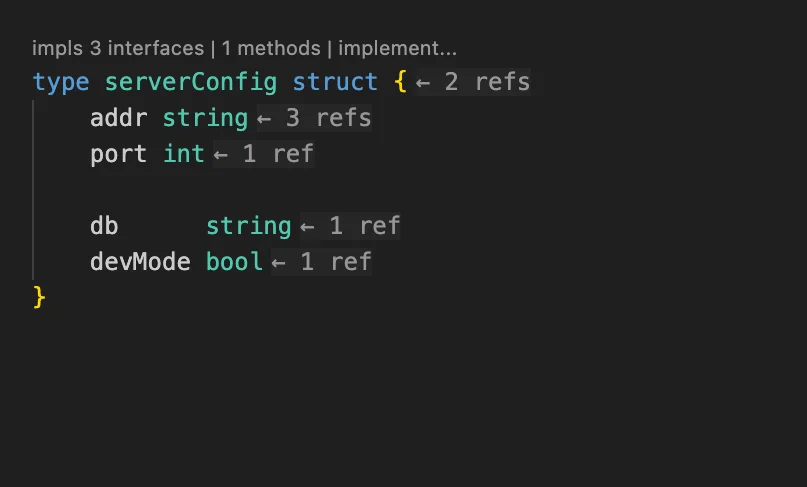 impls 3 interfaces | 1 methods | implement...
type serverConfig struct { ← 2 refs
addr string ← 3 refs
port int ← 1 ref
db string ← 1 ref
devMode bool ← 1 ref
}